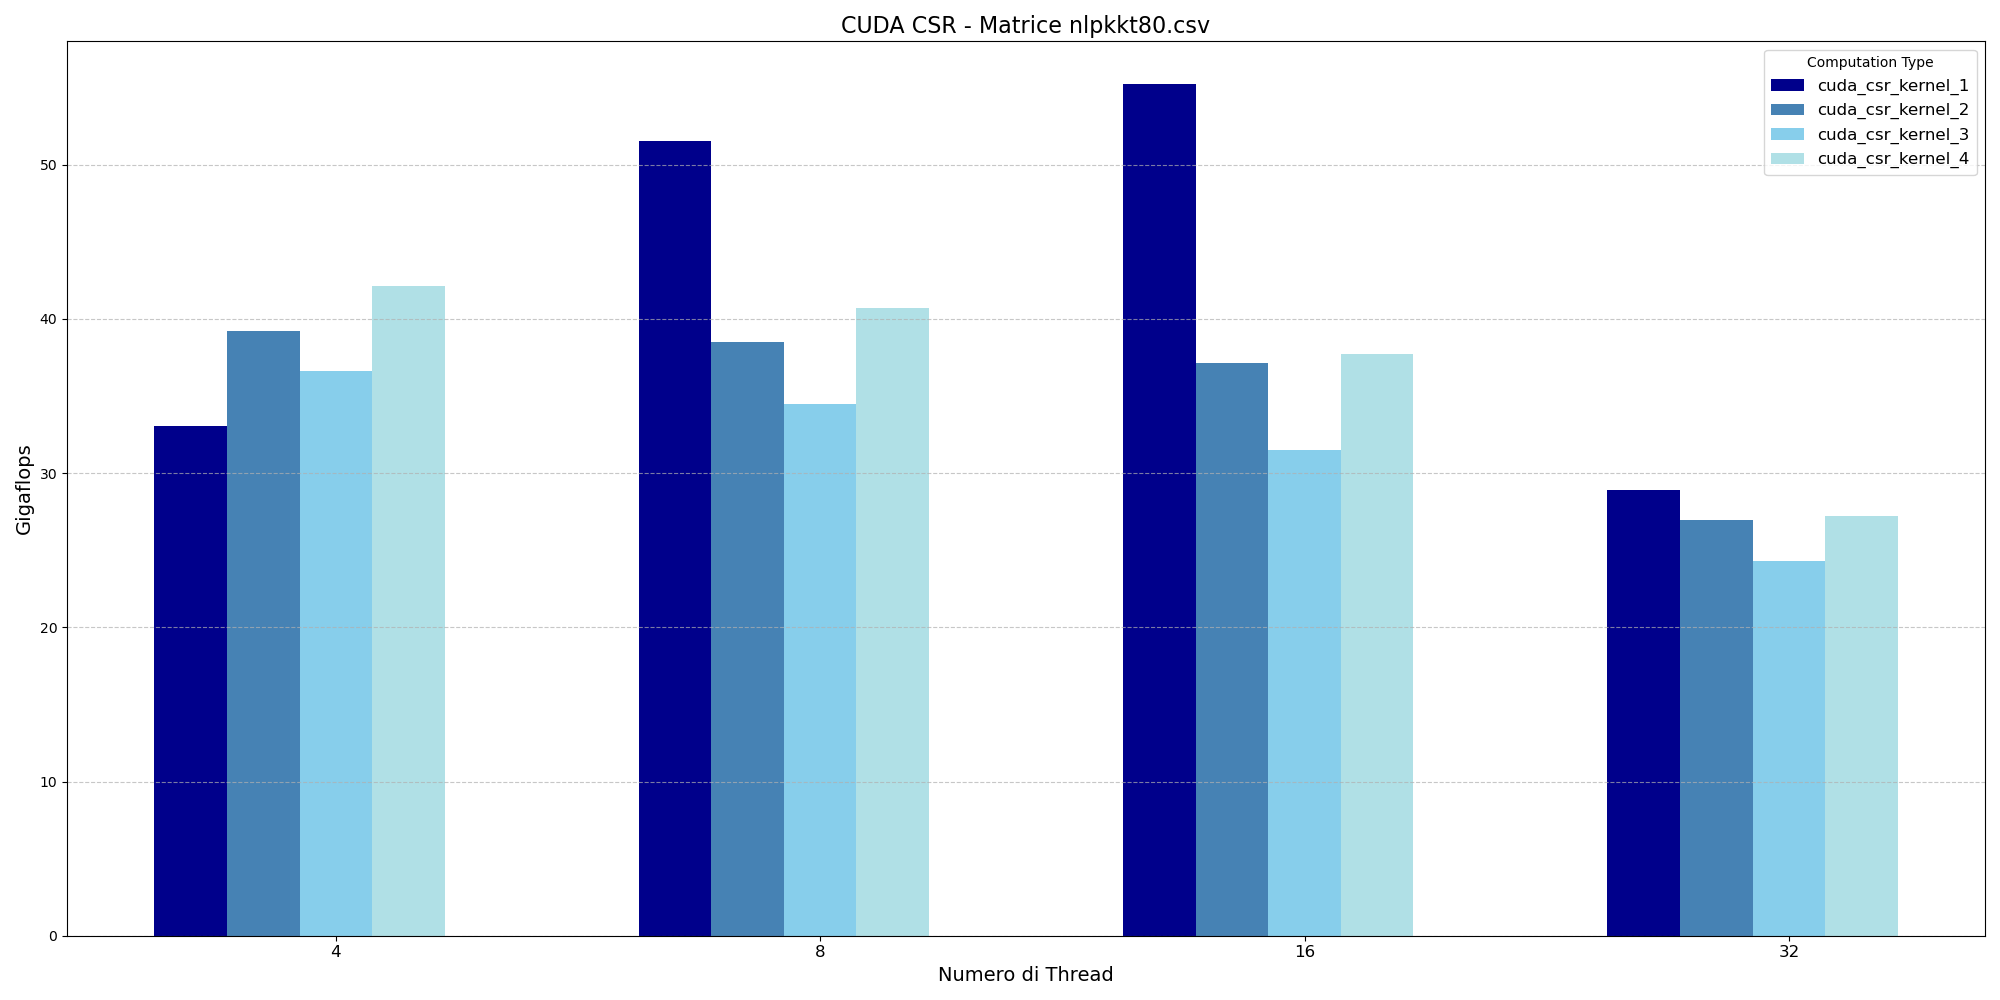 CUDA CSR - Matrice nlpkkt80.csv
Computation Type
cuda_csr_kernel_1
cuda_csr_kernel_2
cuda_csr_kernel_3
cuda_csr_kernel_4
Gigaflops
50
40
30
20
10
0
4 8 16 32
Numero di Thread